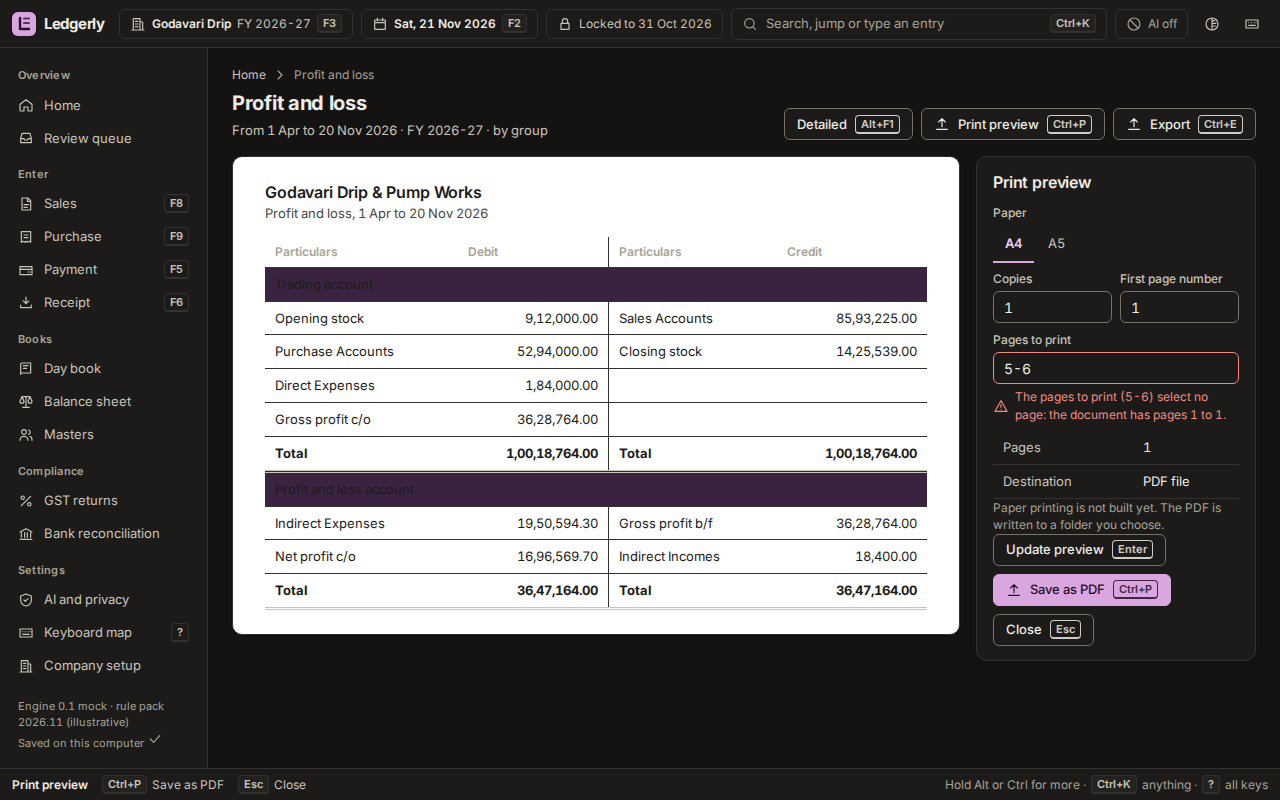 Ledgerly
Godavari Drip FY 2026-27 F3
Sat, 21 Nov 2026 F2
Locked to 31 Oct 2026
Search, jump or type an entry Ctrl+K
AI off
Overview
Home
Review queue
Enter
Sales F8
Purchase F9
Payment F5
Receipt F6
Books
Day book
Balance sheet
Masters
Compliance
GST returns
Bank reconciliation
Settings
AI and privacy
Keyboard map ?
Company setup
Engine 0.1 mock · rule pack
2026.11 (illustrative)
Saved on this computer
Home Profit and loss
Profit and loss
From 1 Apr to 20 Nov 2026 · FY 2026-27 · by group
Detailed Alt+F1
Print preview Ctrl+P
Export Ctrl+E
Godavari Drip & Pump Works
Profit and loss, 1 Apr to 20 Nov 2026
Particulars Debit Particulars Credit
Trading account
Opening stock 9,12,000.00 Sales Accounts 85,93,225.00
Purchase Accounts 52,94,000.00 Closing stock 14,25,539.00
Direct Expenses 1,84,000.00
Gross profit c/o 36,28,764.00
Total 1,00,18,764.00 Total 1,00,18,764.00
Profit and loss account
Indirect Expenses 19,50,594.30 Gross profit b/f 36,28,764.00
Net profit c/o 16,96,569.70 Indirect Incomes 18,400.00
Total 36,47,164.00 Total 36,47,164.00
Print preview
Paper
A4 A5
Copies First page number
1 1
Pages to print
5-6
The pages to print (5-6) select no
page: the document has pages 1 to 1.
Pages 1
Destination PDF file
Paper printing is not built yet. The PDF is
written to a folder you choose.
Update preview Enter
Save as PDF Ctrl+P
Close Esc
Print preview Ctrl+P Save as PDF Esc Close
Hold Alt or Ctrl for more · Ctrl+K anything · ? all keys